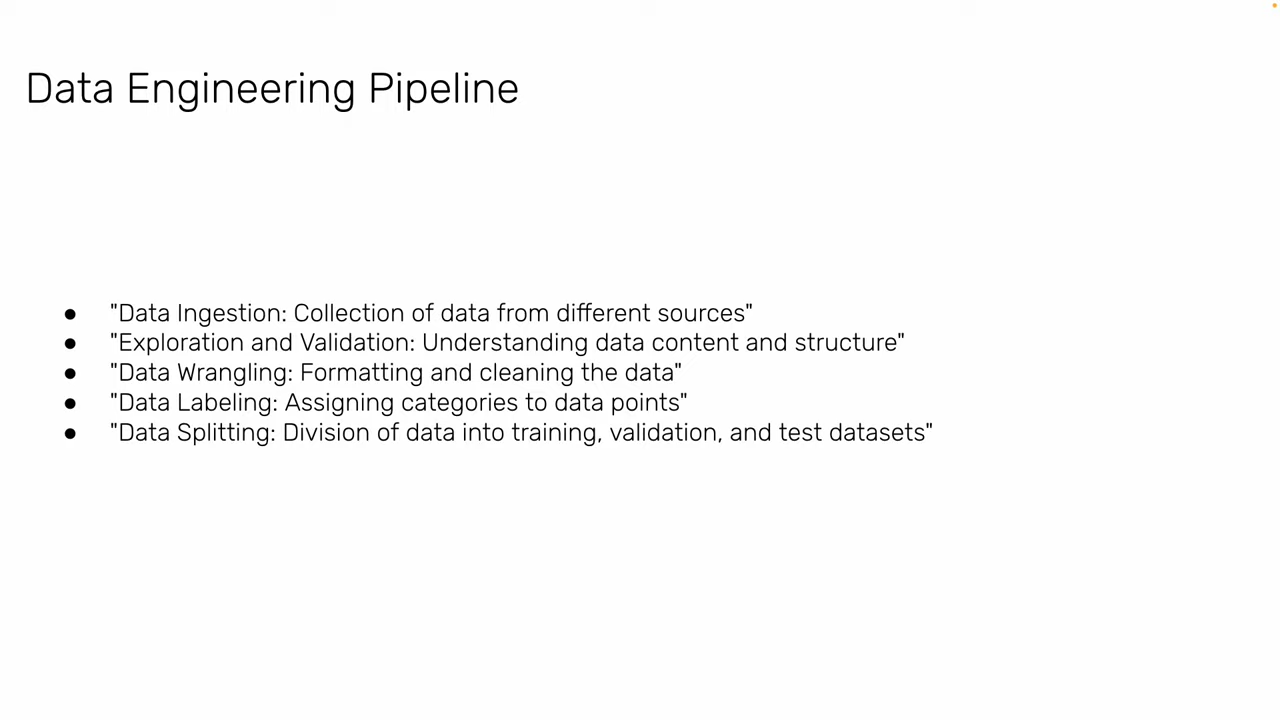 Data Engineering Pipeline
● "Data Ingestion: Collection of data from different sources"
● "Exploration and Validation: Understanding data content and structure"
● "Data Wrangling: Formatting and cleaning the data"
● "Data Labeling: Assigning categories to data points"
● "Data Splitting: Division of data into training, validation, and test datasets"